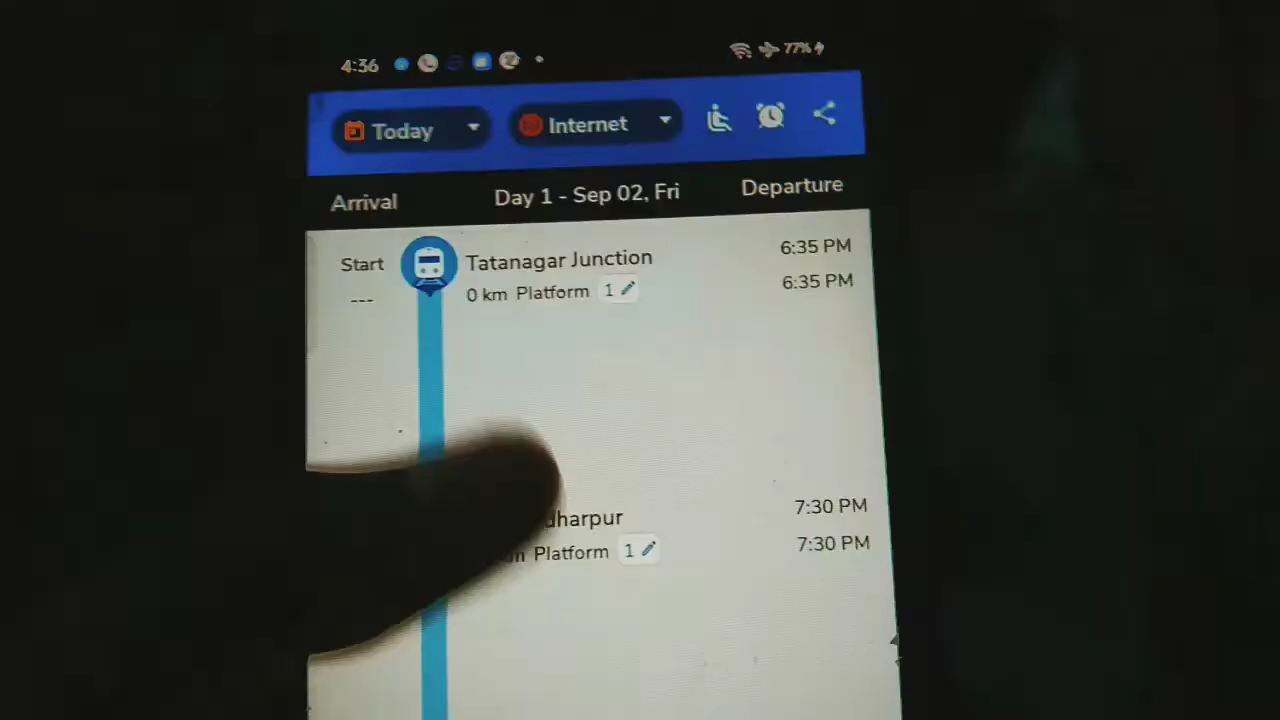 4:36 77%
Today Internet
Arrival Day 1 - Sep 02, Fri Departure
Start Tatanagar Junction 6:35 PM
--- 0 km Platform 1 6:35 PM
dharpur 7:30 PM
Platform 1 7:30 PM